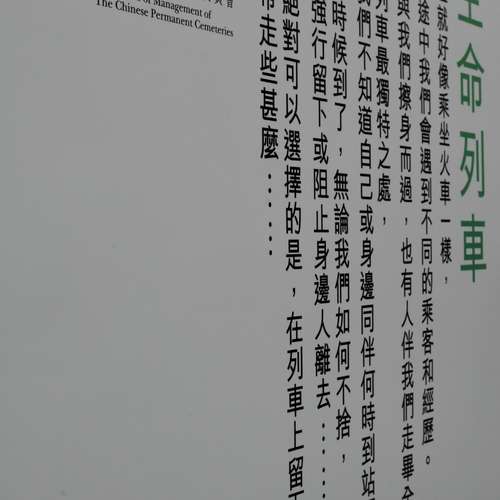 生命列車
就好像乘坐火車一樣，
途中我們會遇到不同的乘客和經歷。
與我們擦身而過，也有人伴我們走畢全
列車最獨特之處，
我們不知道自己或身邊同伴何時到站
時候到了，無論我們如何不捨，
強行留下或阻止身邊人離去……
絕對可以選擇的是，在列車上留下
帶走些甚麼……
of Management of
The Chinese Permanent Cemeteries